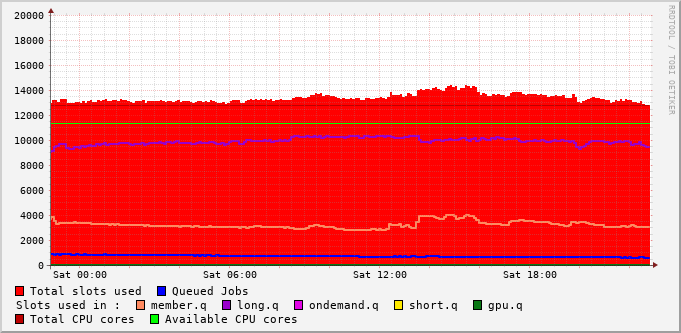 RRDTOOL / TOBI OETIKER
20000
18000
16000
14000
12000
10000
8000
6000
4000
2000
0
Sat 00:00 Sat 06:00 Sat 12:00 Sat 18:00
Total slots used Queued Jobs
Slots used in : member.q long.q ondemand.q short.q gpu.q
Total CPU cores Available CPU cores